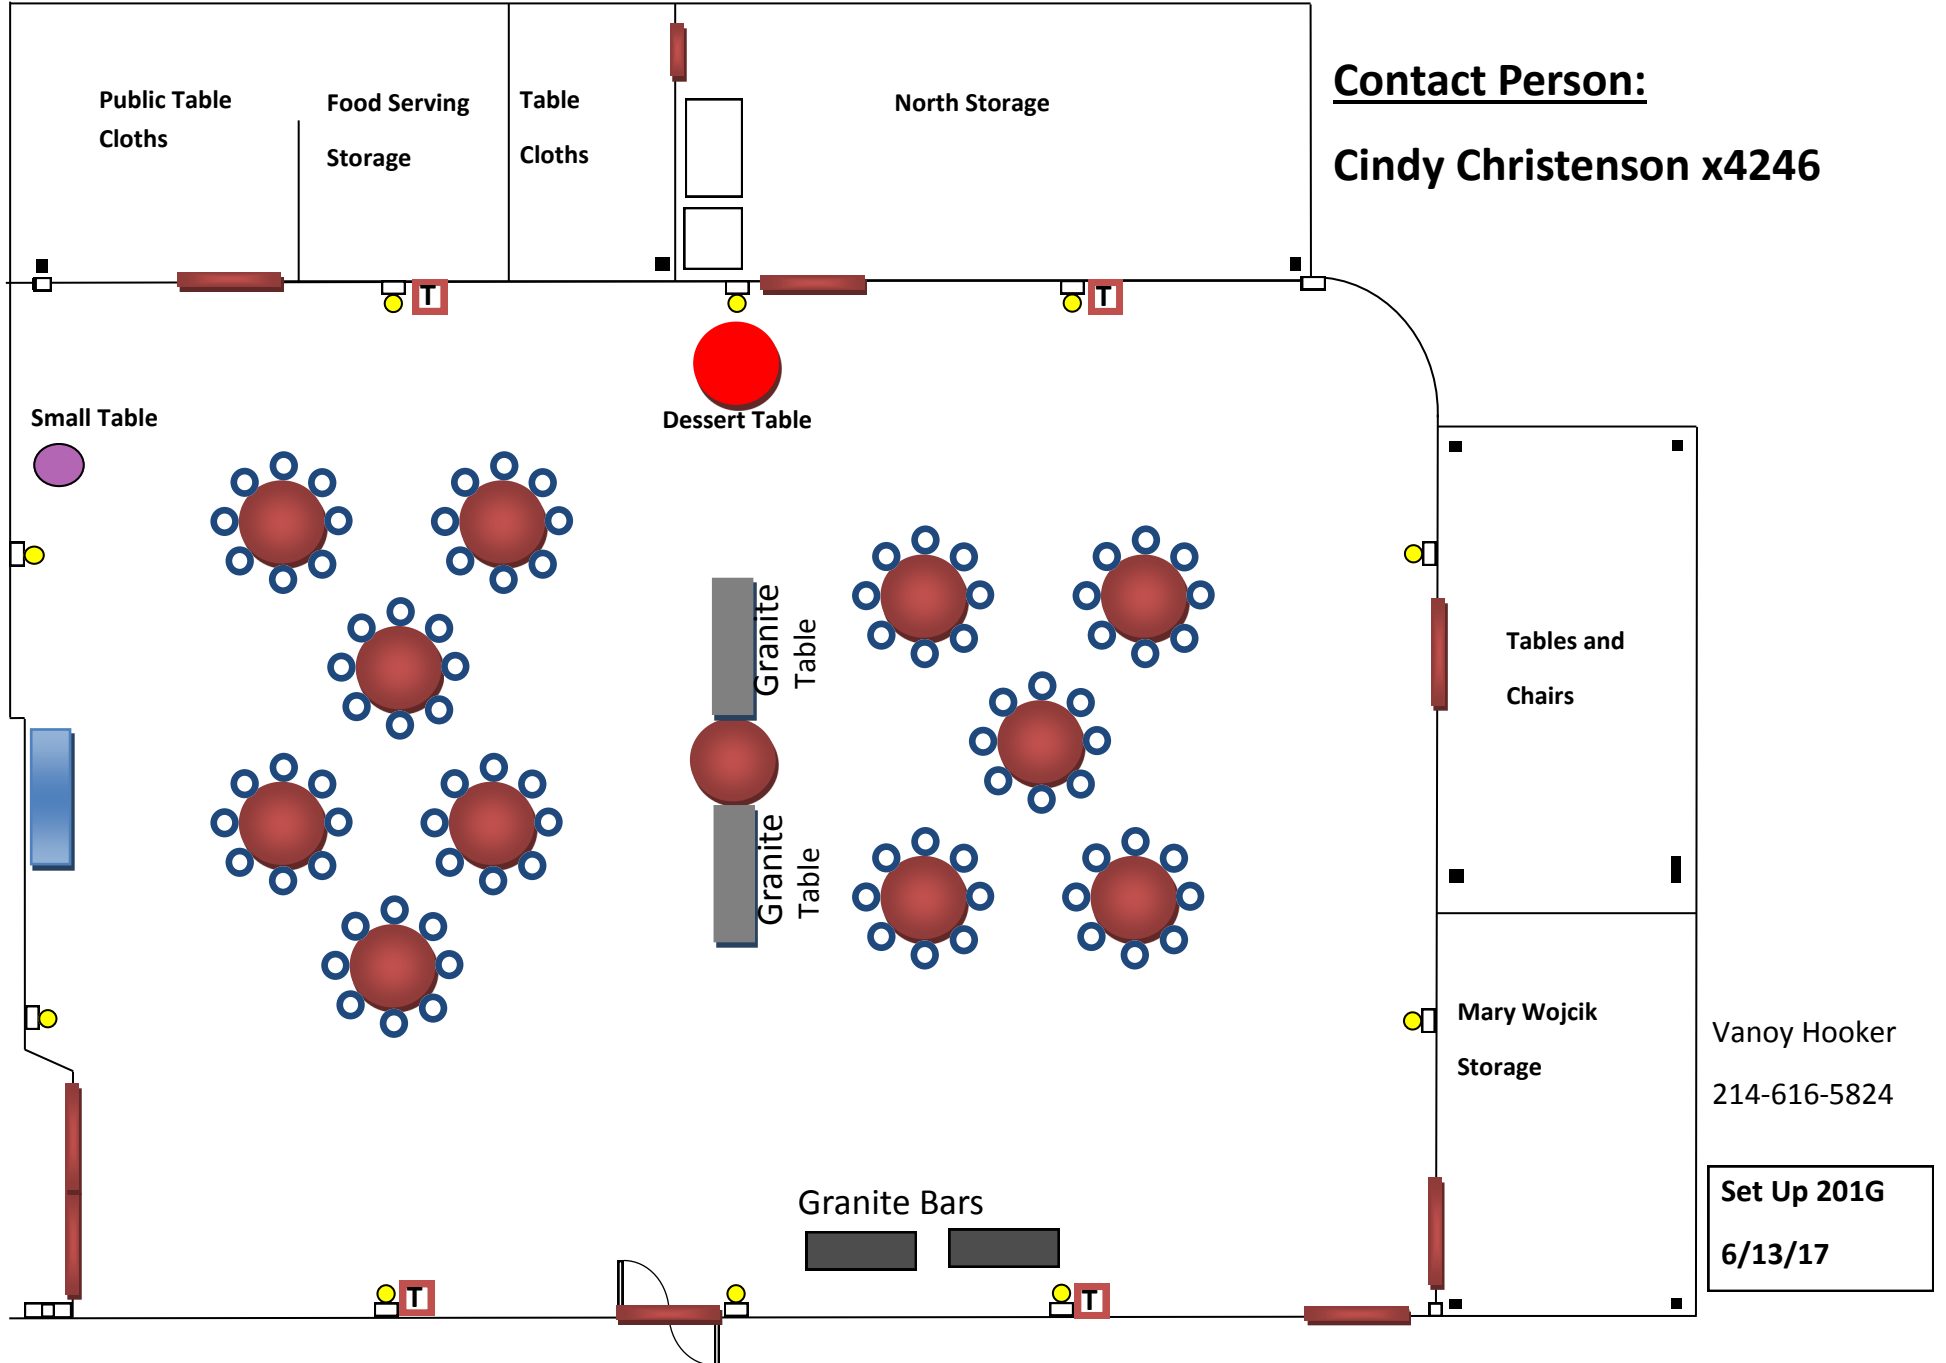 Public Table
Cloths
Food Serving
Storage
Table
Cloths
North Storage
Contact Person:
Cindy Christenson x4246
T
T
Small Table
Dessert Table
Granite
Table
Granite
Table
Tables and
Chairs
Mary Wojcik
Storage
Vanoy Hooker
214-616-5824
Granite Bars
Set Up 201G
6/13/17
T
T